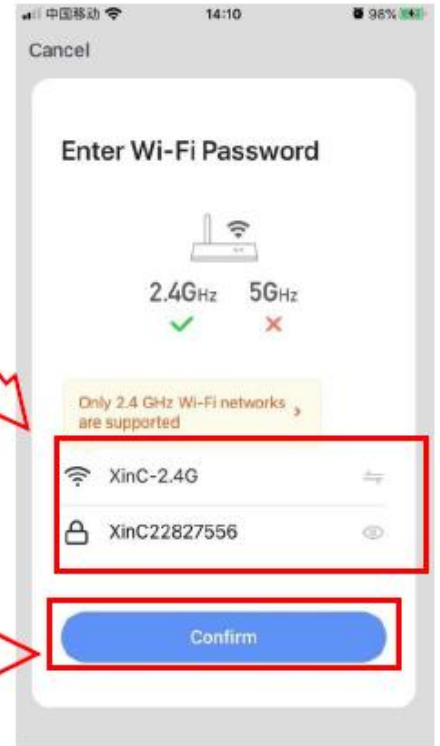 中国移动 14:10 98%
Cancel
Enter Wi-Fi Password
2.4GHz 5GHz
Only 2.4 GHz Wi-Fi networks
are supported
XinC-2.4G
XinC22827556
Confirm